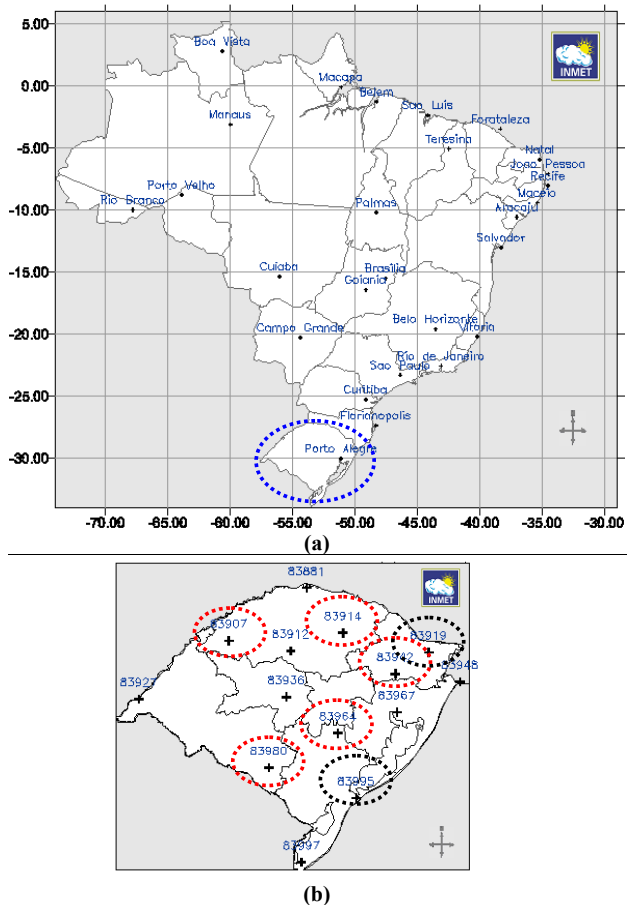 5.00
Boa Vista
INMET
0.00
Macapa
Belem
Sao Luis
Manaus
Forataleza
Teresina
-5.00
Natal
Joao Pessoa
Recife
Porto Velho
Maceio
Rio Branco
Palmas
-10.00
Aracaju
Salvador
Cuiaba
Brasilia
-15.00
Goiania
Belo Horizonte
Campo Grande
Vitoria
-20.00
Rio de Janeiro
Sao Paulo
Curitiba
-25.00
Florianopolis
Porto Alegre
-30.00
-70.00 -65.00 -60.00 -55.00 -50.00 -45.00 -40.00 -35.00 -30.00 -29.00
(a)
83881
INMET
83907
83914
83912
83919
83942
83948
83936
83927
83967
83964
83980
83995
83997
(b)